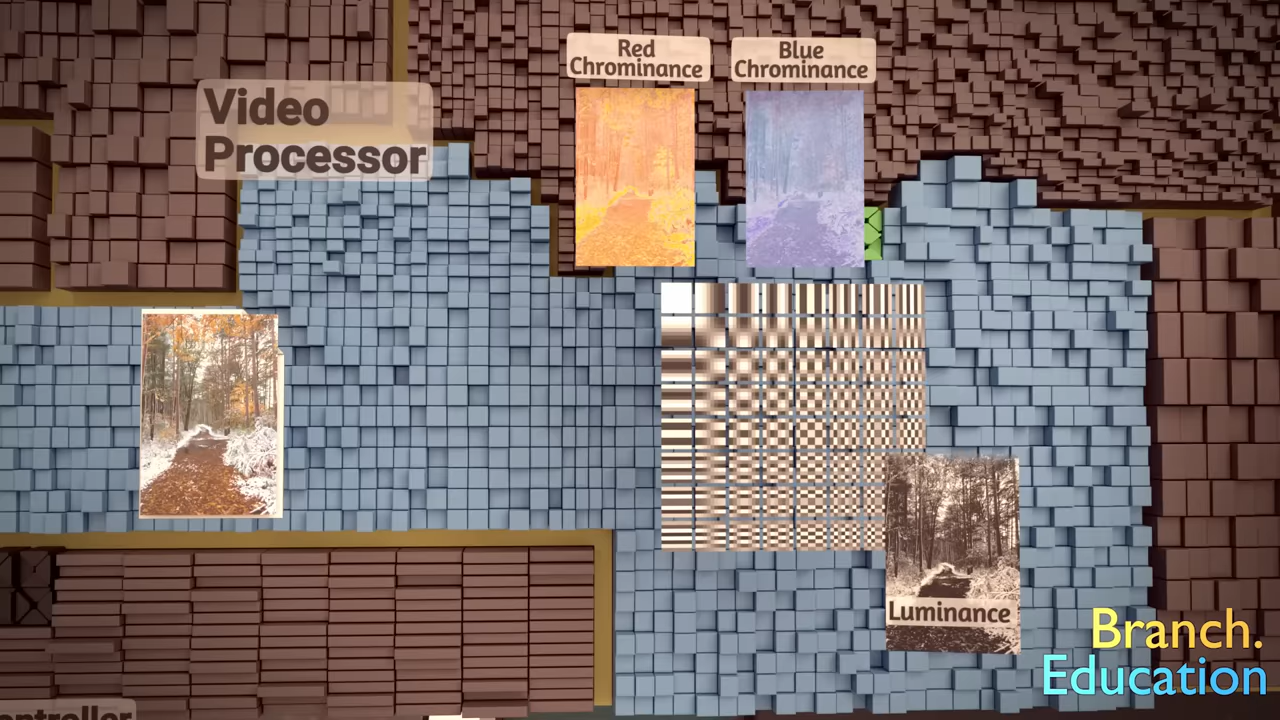 Red
Chrominance
Blue
Chrominance
Video
Processor
Luminance
Branch.
Education